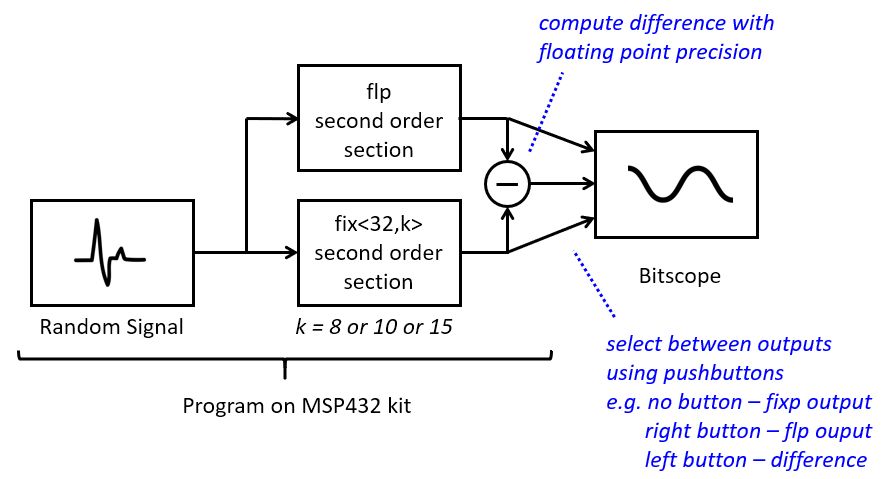 compute difference with
floating point precision
flp
second order
section
−
fix<32,k>
second order
section
Random Signal
k = 8 or 10 or 15
Bitscope
Program on MSP432 kit
select between outputs
using pushbuttons
e.g. no button – fixp output
right button – flp ouput
left button – difference